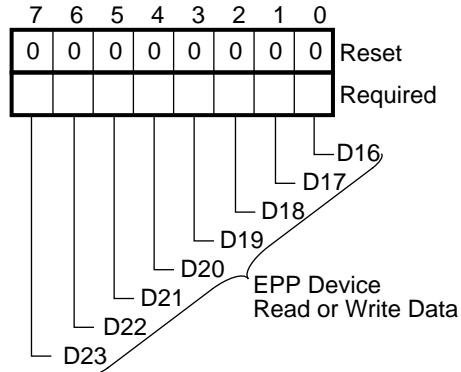 7 6 5 4 3 2 1 0
0 0 0 0 0 0 0 0 Reset
Required
D16
D17
D18
D19
D20
EPP Device
D21
Read or Write Data
D22
D23